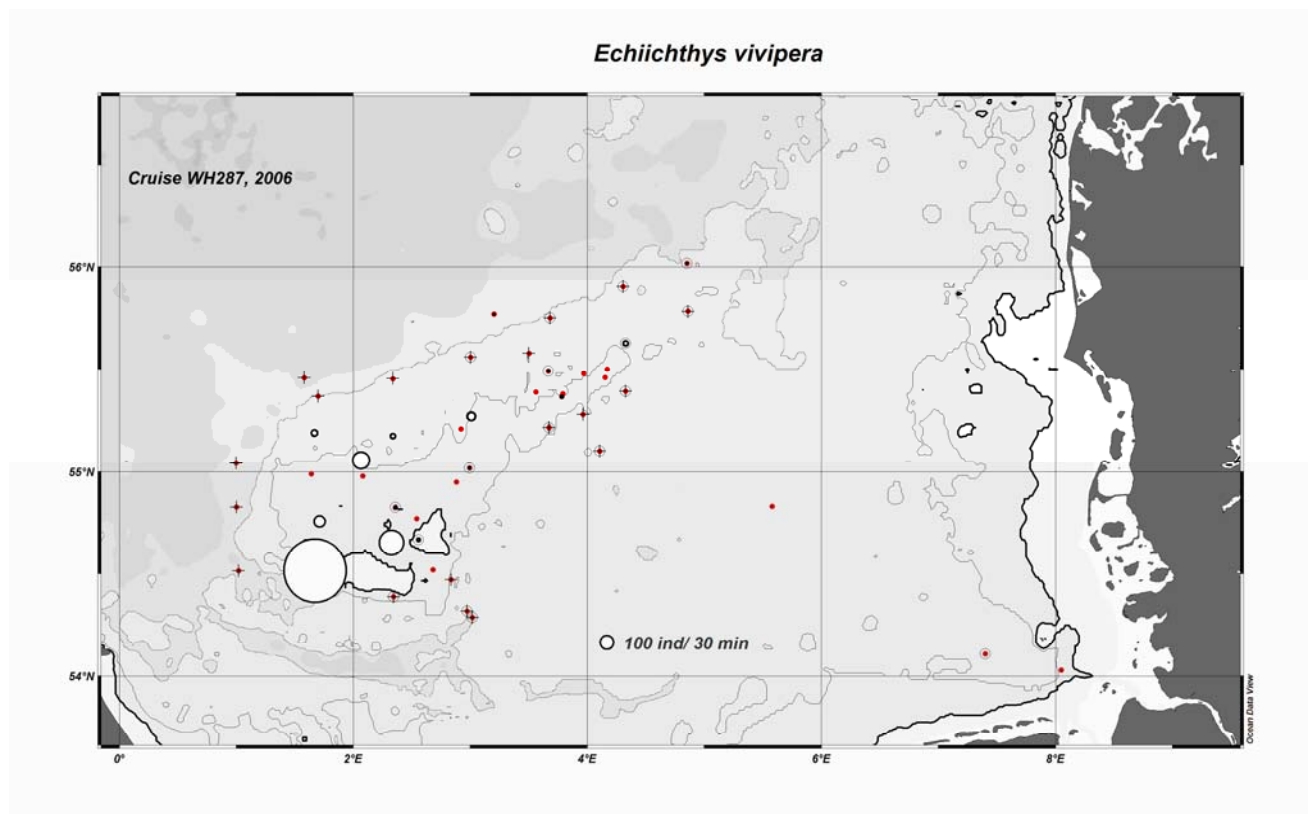 Echiichthys vivipera
Cruise WH287, 2006
56°N
55°N
100 ind/ 30 min
54°N
Ocean Data View
0°
2°E
4°E
6°E
8°E